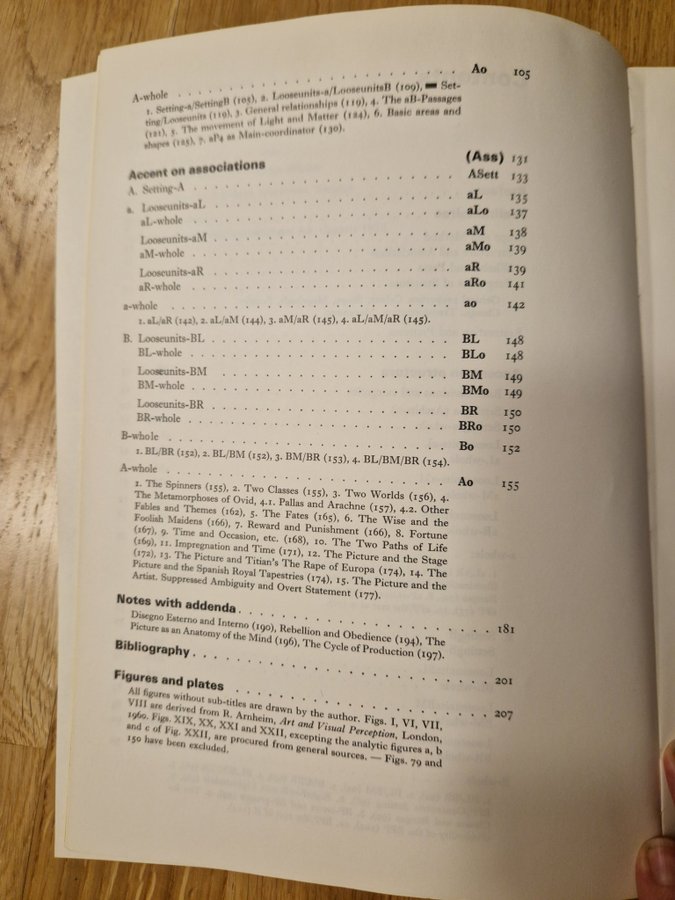 A-whole . . . . . . . . . . . . . . . . . . . . . . . Ao 105
1. Setting-a/SettingB (105), 2. Looseunits-a/LooseunitsB (109), — Set-
ting/Looseunits (119), 3. General relationships (119), 4. The aB-Passages
(121), 5. The movement of Light and Matter (124), 6. Basic areas and
shapes (125), 7. aP4 as Main-coordinator (130).
Accent on associations (Ass) 131
A. Setting-A . . . . . . . . . . . . . . . . . . . . . . . ASett 133
a. Looseunits-aL . . . . . . . . . . . . . . . . . . . . . . . aL 135
aL-whole . . . . . . . . . . . . . . . . . . . . . . . aLo 137
Looseunits-aM . . . . . . . . . . . . . . . . . . . . . . . aM 138
aM-whole . . . . . . . . . . . . . . . . . . . . . . . aMo 139
Looseunits-aR . . . . . . . . . . . . . . . . . . . . . . . aR 139
aR-whole . . . . . . . . . . . . . . . . . . . . . . . aRo 141
a-whole . . . . . . . . . . . . . . . . . . . . . . . ao 142
1. aL/aR (142), 2. aL/aM (144), 3. aM/aR (145), 4. aL/aM/aR (145).
B. Looseunits-BL . . . . . . . . . . . . . . . . . . . . . . . BL 148
BL-whole . . . . . . . . . . . . . . . . . . . . . . . BLo 148
Looseunits-BM . . . . . . . . . . . . . . . . . . . . . . . BM 149
BM-whole . . . . . . . . . . . . . . . . . . . . . . . BMo 149
Looseunits-BR . . . . . . . . . . . . . . . . . . . . . . . BR 150
BR-whole . . . . . . . . . . . . . . . . . . . . . . . BRo 150
B-whole . . . . . . . . . . . . . . . . . . . . . . . Bo 152
1. BL/BR (152), 2. BL/BM (152), 3. BM/BR (153), 4. BL/BM/BR (154).
A-whole . . . . . . . . . . . . . . . . . . . . . . . Ao 155
1. The Spinners (155), 2. Two Classes (155), 3. Two Worlds (156), 4.
The Metamorphoses of Ovid, 4.1. Pallas and Arachne (157), 4.2. Other
Fables and Themes (162), 5. The Fates (165), 6. The Wise and the
Foolish Maidens (166), 7. Reward and Punishment (166), 8. Fortune
(167), 9. Time and Occasion, etc. (168), 10. The Two Paths of Life
(169), 11. Impregnation and Time (171), 12. The Picture and the Stage
(172), 13. The Picture and Titian's The Rape of Europa (174), 14. The
Picture and the Spanish Royal Tapestries (174), 15. The Picture and the
Artist. Suppressed Ambiguity and Overt Statement (177).
Notes with addenda . . . . . . . . . . . . . . . . . . . . . . . 181
Disegno Esterno and Interno (190), Rebellion and Obedience (194), The
Picture as an Anatomy of the Mind (196), The Cycle of Production (197).
Bibliography . . . . . . . . . . . . . . . . . . . . . . . 201
Figures and plates . . . . . . . . . . . . . . . . . . . . . . . 207
All figures without sub-titles are drawn by the author. Figs. I, VI, VII,
VIII are derived from R. Arnheim, Art and Visual Perception, London,
1960. Figs. XIX, XX, XXI and XXII, excepting the analytic figures a, b
and c of Fig. XXII, are procured from general sources. — Figs. 79 and
150 have been excluded.